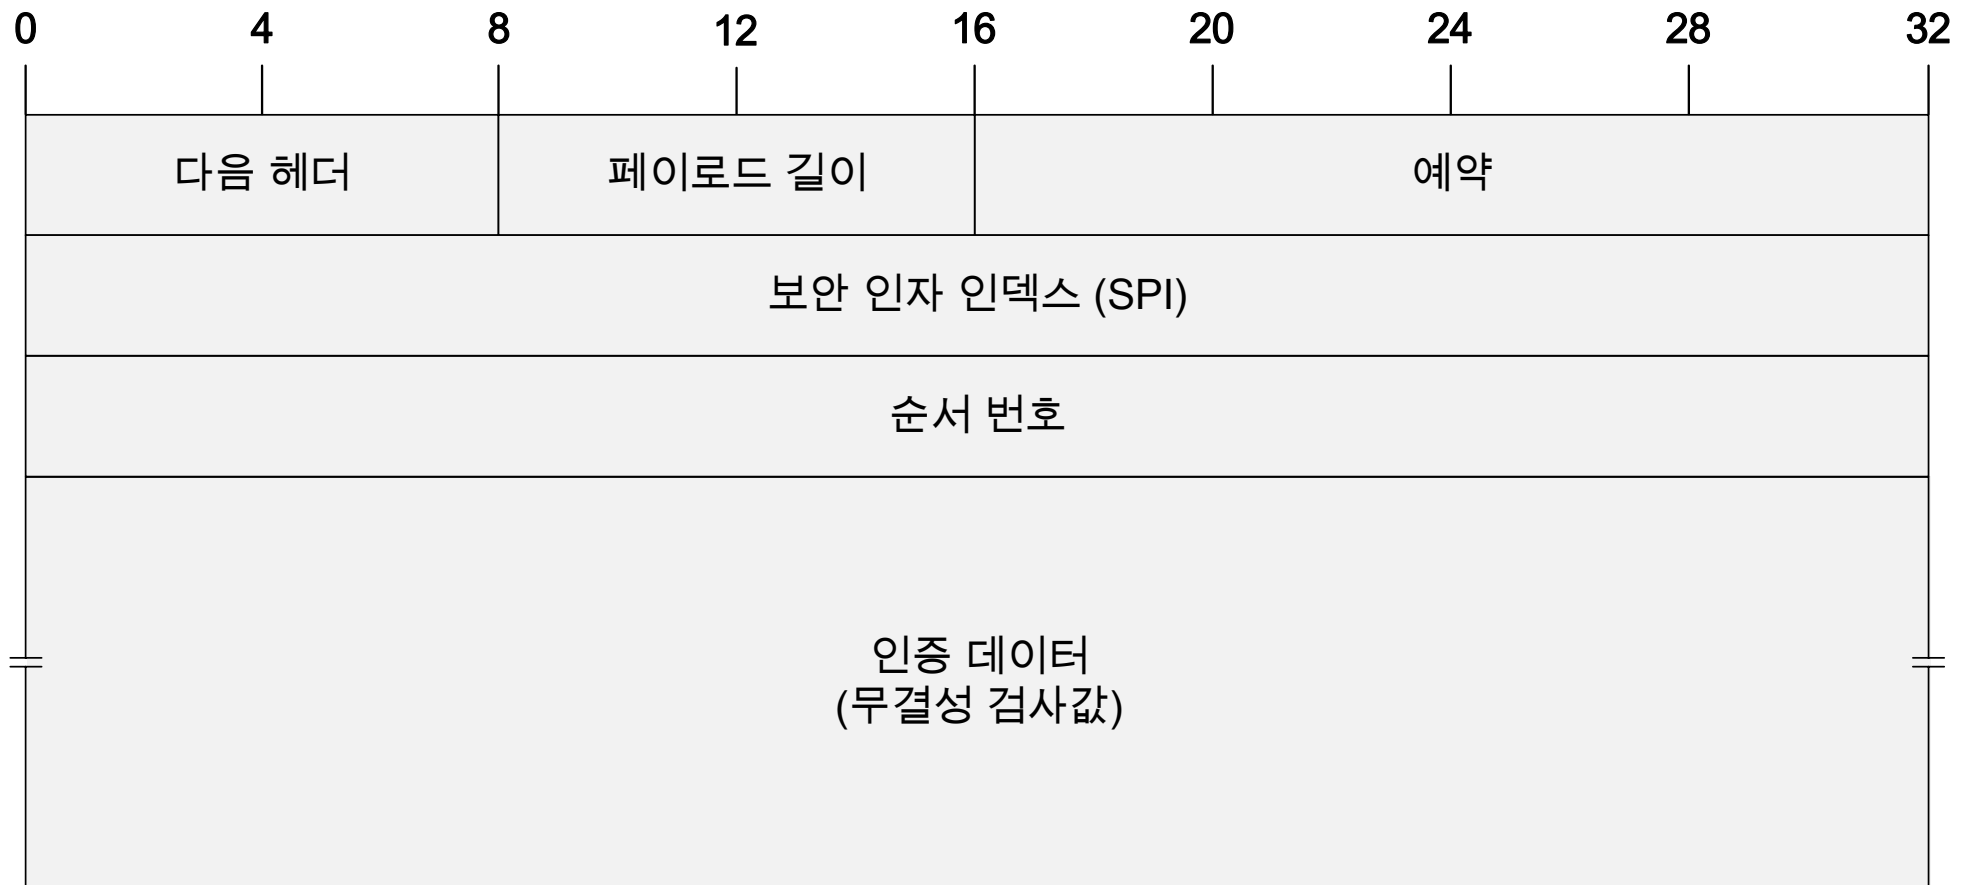 0 4 8 12 16 20 24 28 32
다음 헤더 페이로드 길이 예약
보안 인자 인덱스 (SPI)
순서 번호
인증 데이터
(무결성 검사값)